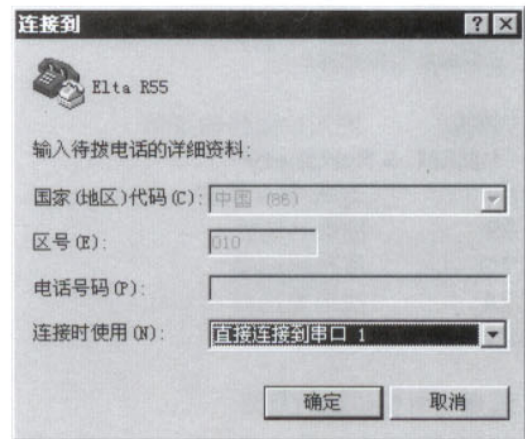 连接到
Elta R55
输入待拨电话的详细资料:
国家(地区)代码(C): 中国 (86)
区号(E): 010
电话号码(P):
连接时使用(N): 直接连接到串口 1
确定 取消